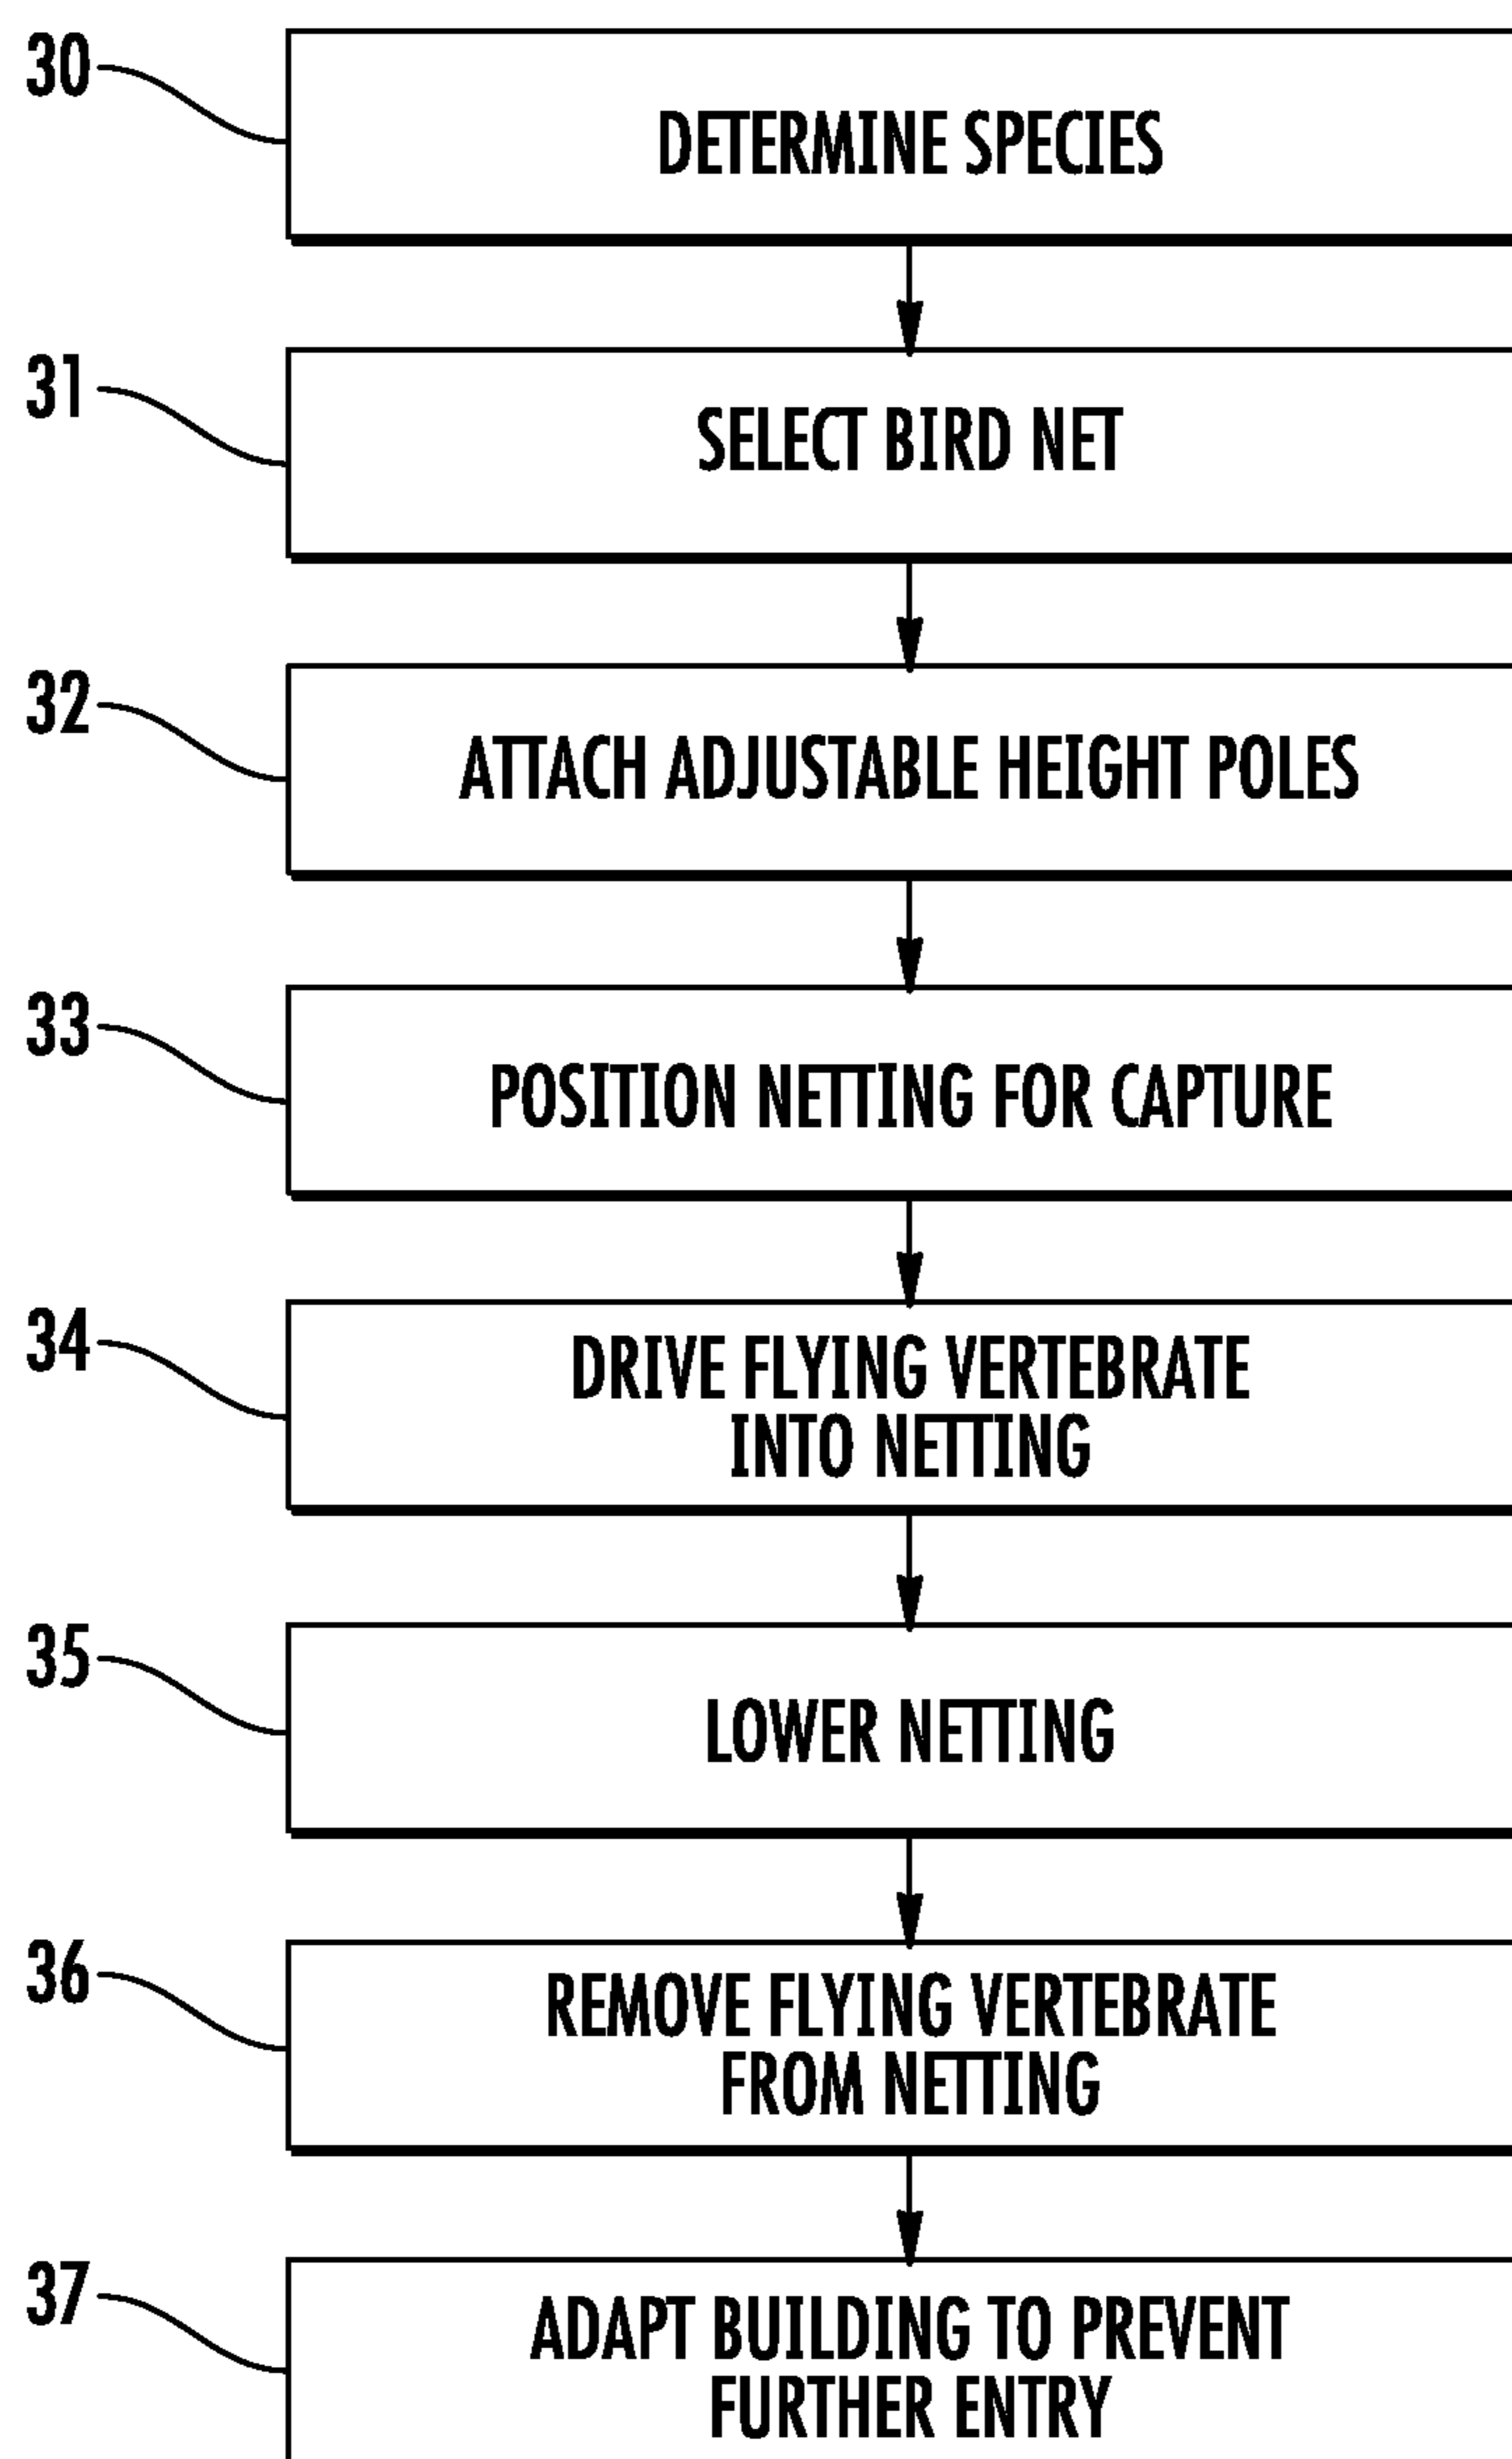 30
DETERMINE SPECIES
31
SELECT BIRD NET
32
ATTACH ADJUSTABLE HEIGHT POLES
33
POSITION NETTING FOR CAPTURE
34
DRIVE FLYING VERTEBRATE
INTO NETTING
35
LOWER NETTING
36
REMOVE FLYING VERTEBRATE
FROM NETTING
37
ADAPT BUILDING TO PREVENT
FURTHER ENTRY